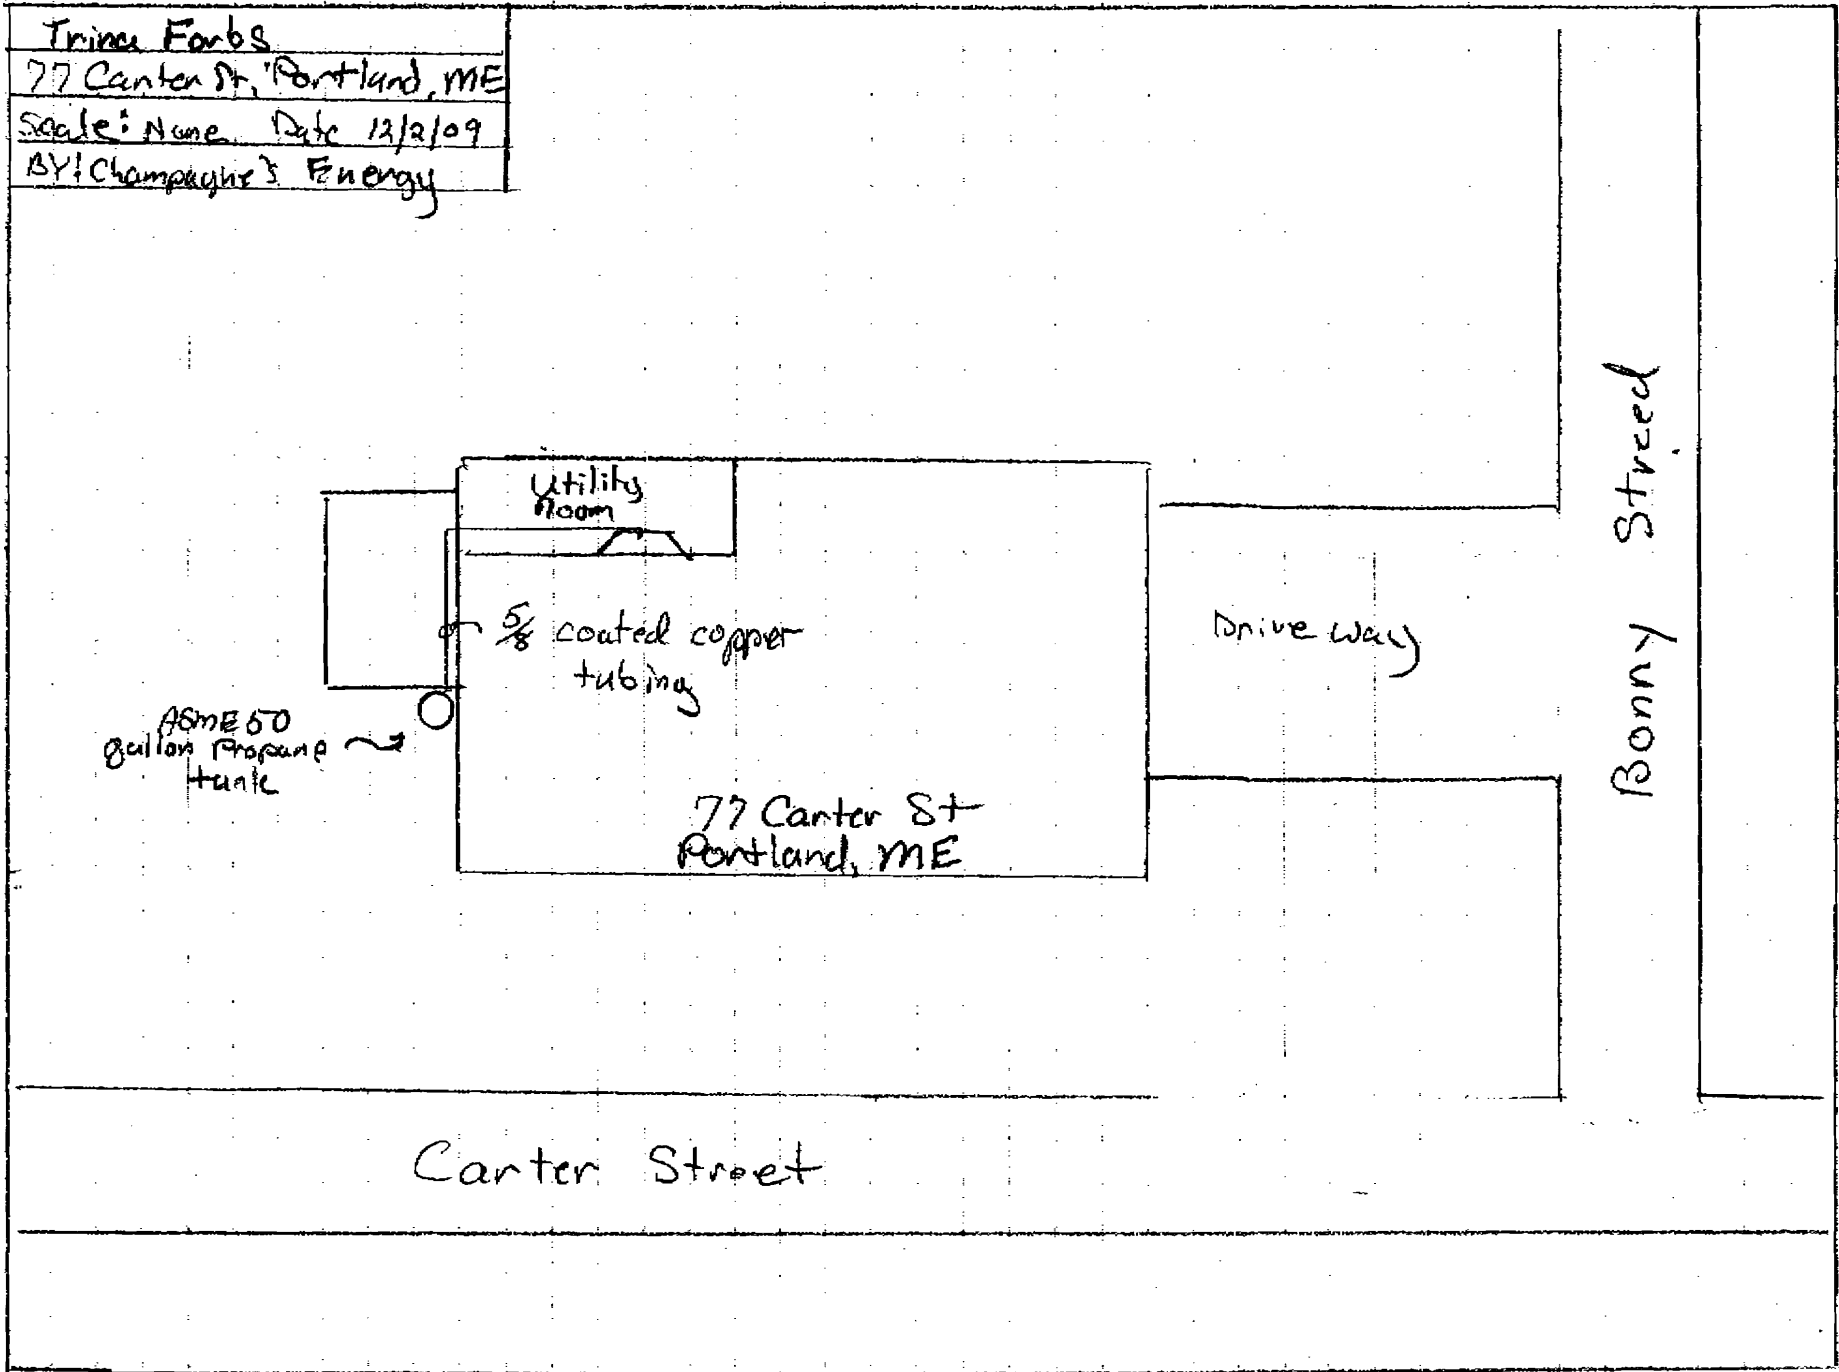 Trina Forbs
77 Carter St, Portland, ME
Scale: None Date 12/2/09
BY: Champagne's Energy
Utility
Room
5/8 coated copper
tubing
ASME 50
gallon Propane
tank
Drive way
77 Carter St
Portland, ME
Bonny Streed
Carter Street